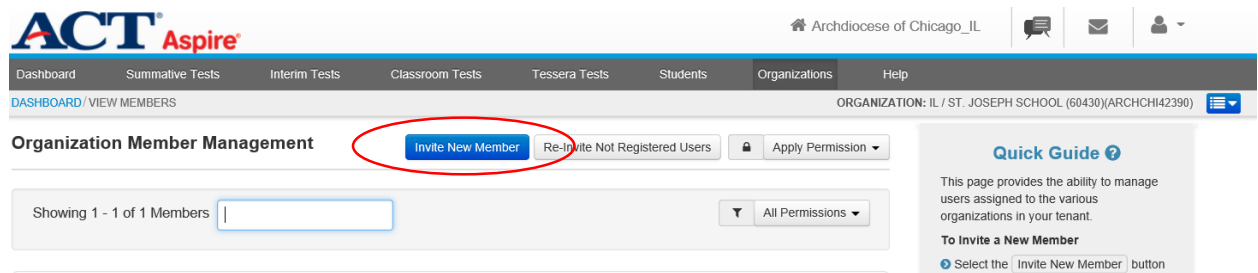 ACT Aspire®
Archdiocese of Chicago_IL
Dashboard Summative Tests Interim Tests Classroom Tests Tessera Tests Students Organizations Help
DASHBOARD / VIEW MEMBERS
ORGANIZATION: IL / ST. JOSEPH SCHOOL (60430)(ARCHCHI42390)
Organization Member Management
Invite New Member
Re-Invite Not Registered Users
Apply Permission
Showing 1 - 1 of 1 Members
All Permissions
Quick Guide
This page provides the ability to manage
users assigned to the various
organizations in your tenant.
To Invite a New Member
Select the Invite New Member button